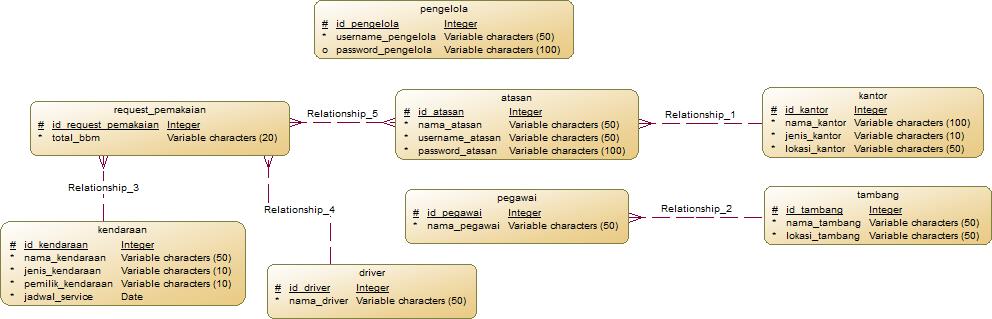 pengelola
# id_pengelola Integer
* username_pengelola Variable characters (50)
o password_pengelola Variable characters (100)
request_pemakaian
# id_request_pemakaian Integer
* total_bbm Variable characters (20)
Relationship_5
atasan
# id_atasan Integer
* nama_atasan Variable characters (50)
* username_atasan Variable characters (50)
* password_atasan Variable characters (100)
Relationship_1
kantor
# id_kantor Integer
* nama_kantor Variable characters (100)
* jenis_kantor Variable characters (10)
* lokasi_kantor Variable characters (50)
Relationship_3
Relationship_4
pegawai
# id_pegawai Integer
* nama_pegawai Variable characters (50)
Relationship_2
tambang
# id_tambang Integer
* nama_tambang Variable characters (50)
* lokasi_tambang Variable characters (50)
kendaraan
# id_kendaraan Integer
* nama_kendaraan Variable characters (50)
* jenis_kendaraan Variable characters (10)
* pemilik_kendaraan Variable characters (10)
* jadwal_service Date
driver
# id_driver Integer
* nama_driver Variable characters (50)